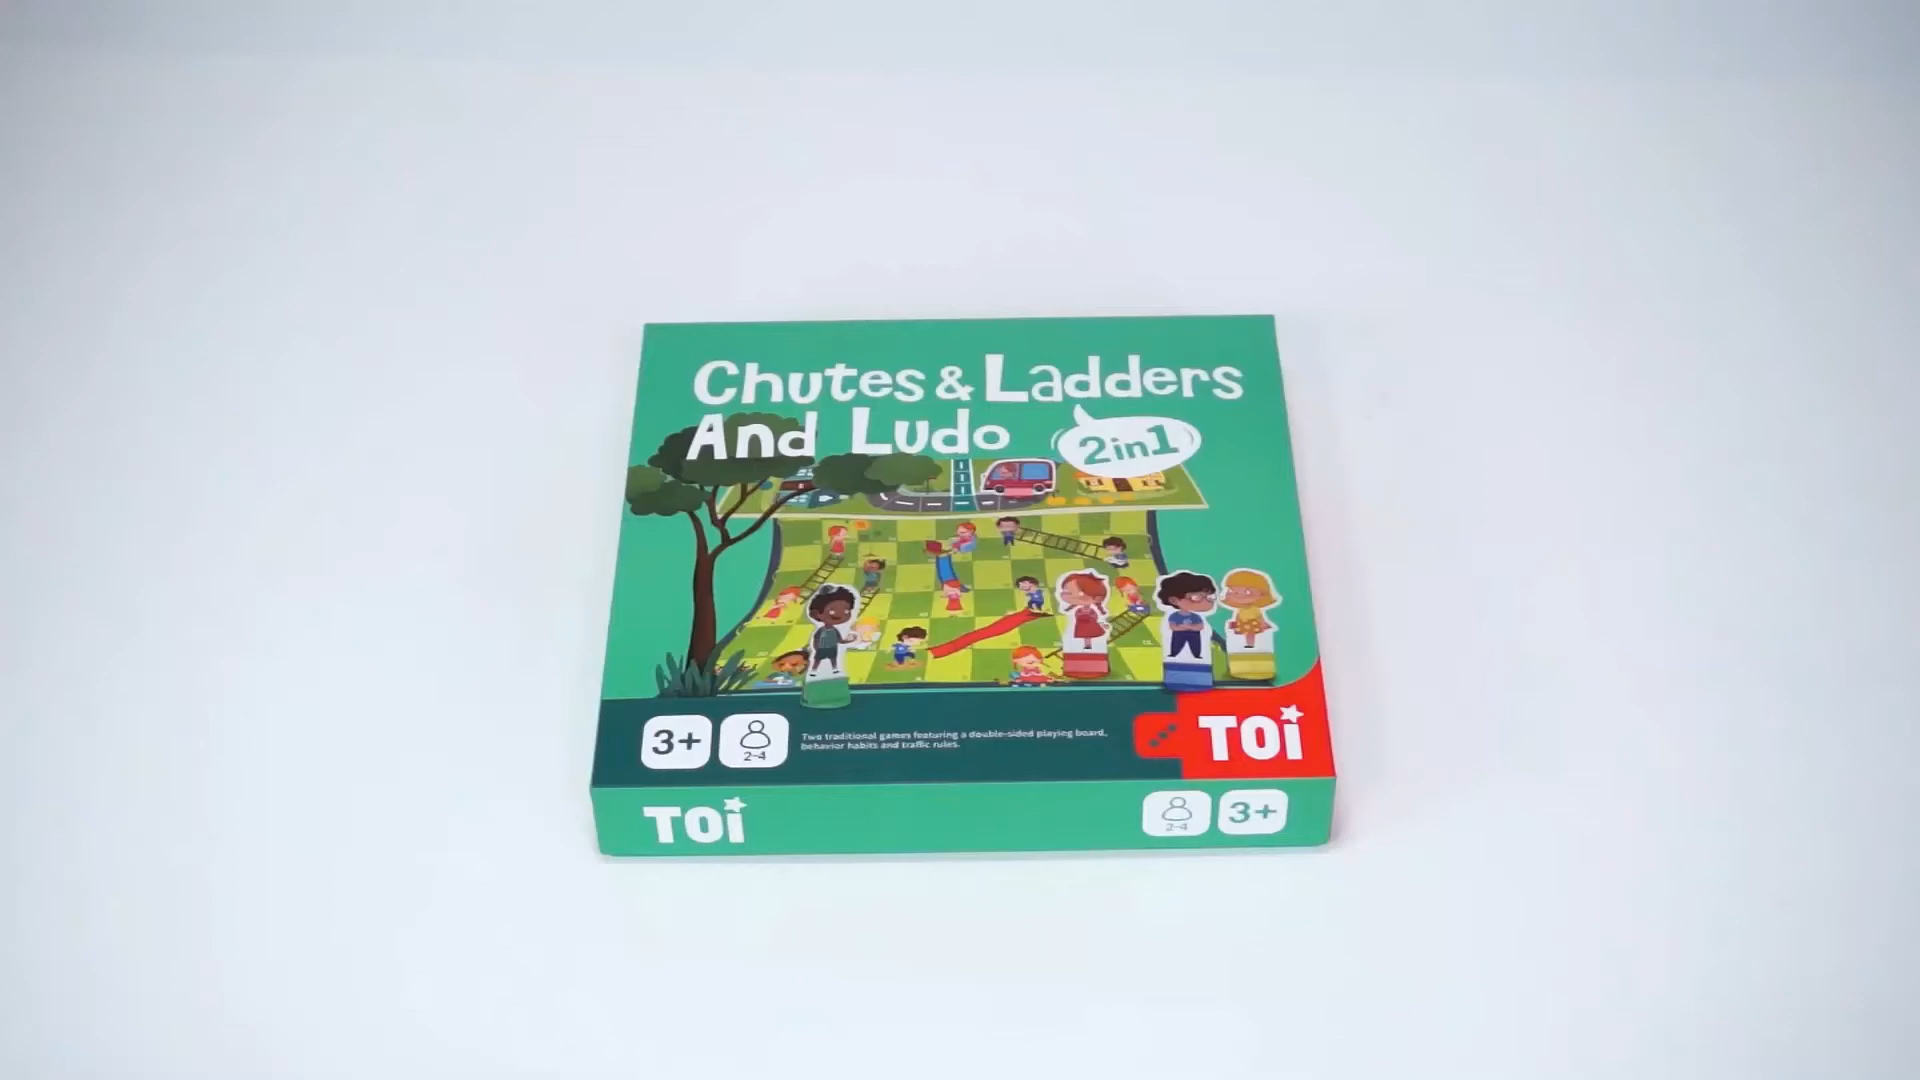 Chutes & Ladders
And Ludo
2in1
3+
2-4
Two traditional games featuring a double-sided playing board,
behavior habits and traffic rules.
TOi
TOi
2-4
3+